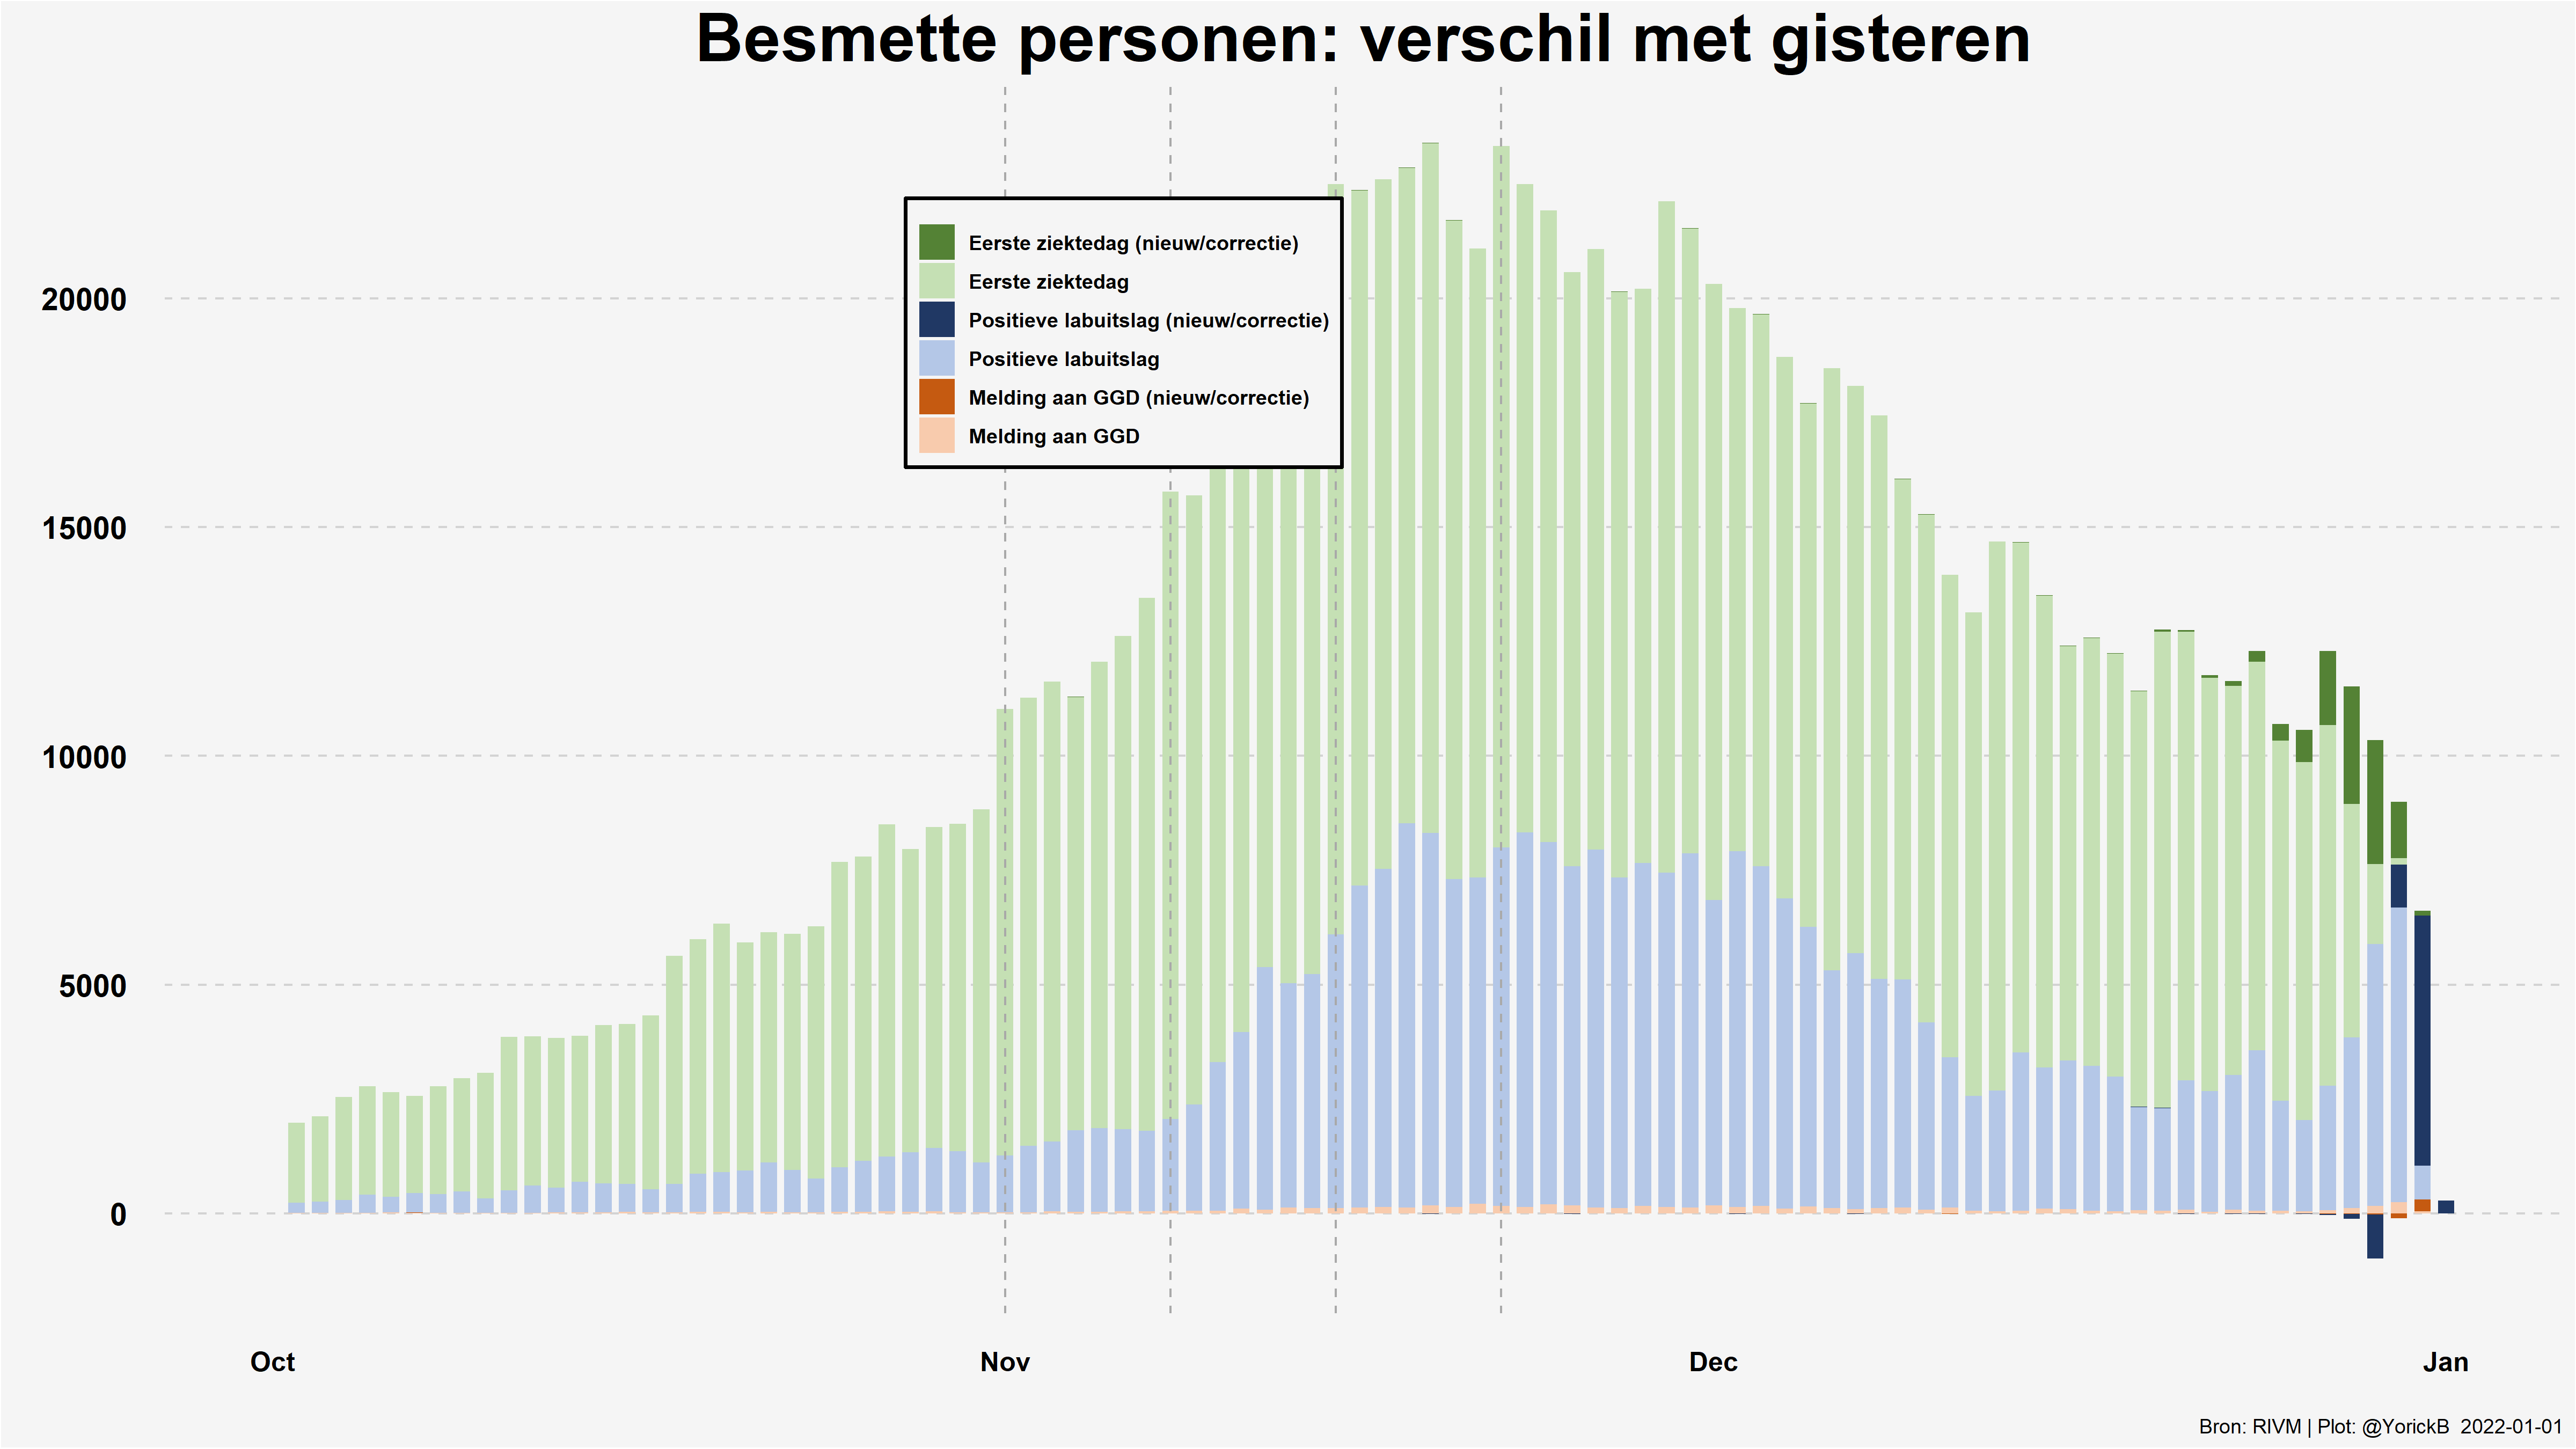 Besmette personen: verschil met gisteren
Eerste ziektedag (nieuw/correctie)
Eerste ziektedag
Positieve labuitslag (nieuw/correctie)
Positieve labuitslag
Melding aan GGD (nieuw/correctie)
Melding aan GGD
20000
15000
10000
5000
0
Oct Nov Dec Jan
Bron: RIVM | Plot: @YorickB 2022-01-01